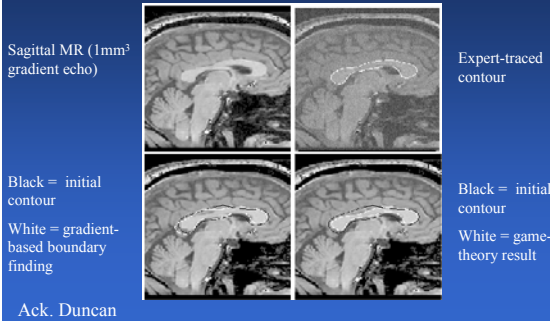 Sagittal MR (1mm³
gradient echo)
Expert-traced
contour
Black = initial
contour
White = gradient-
based boundary
finding
Black = initial
contour
White = game-
theory result
Ack. Duncan